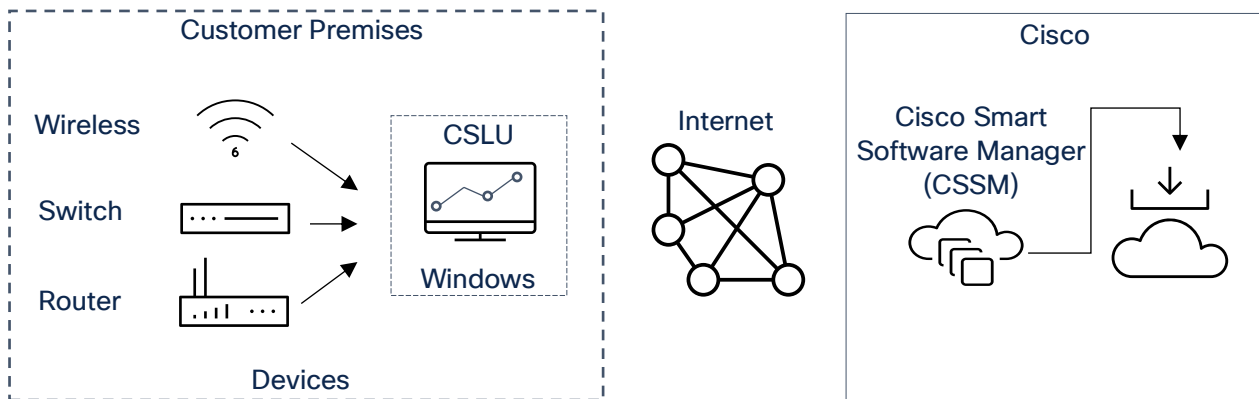 Customer Premises
Wireless
6
Switch
Router
Devices
CSLU
Windows
Internet
Cisco
Cisco Smart
Software Manager
(CSSM)